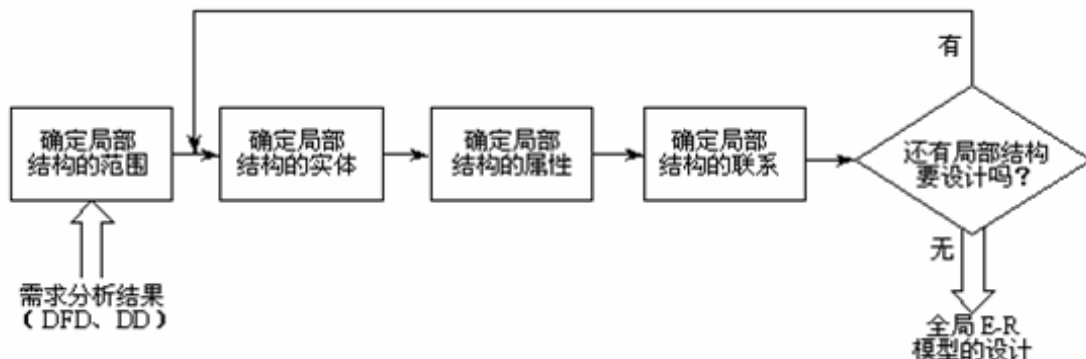 有
确定局部
结构的范围
确定局部
结构的实体
确定局部
结构的属性
确定局部
结构的联系
还有局部结构
要设计吗？
无
需求分析结果
（DFD、DD）
全局 E-R
模型的设计